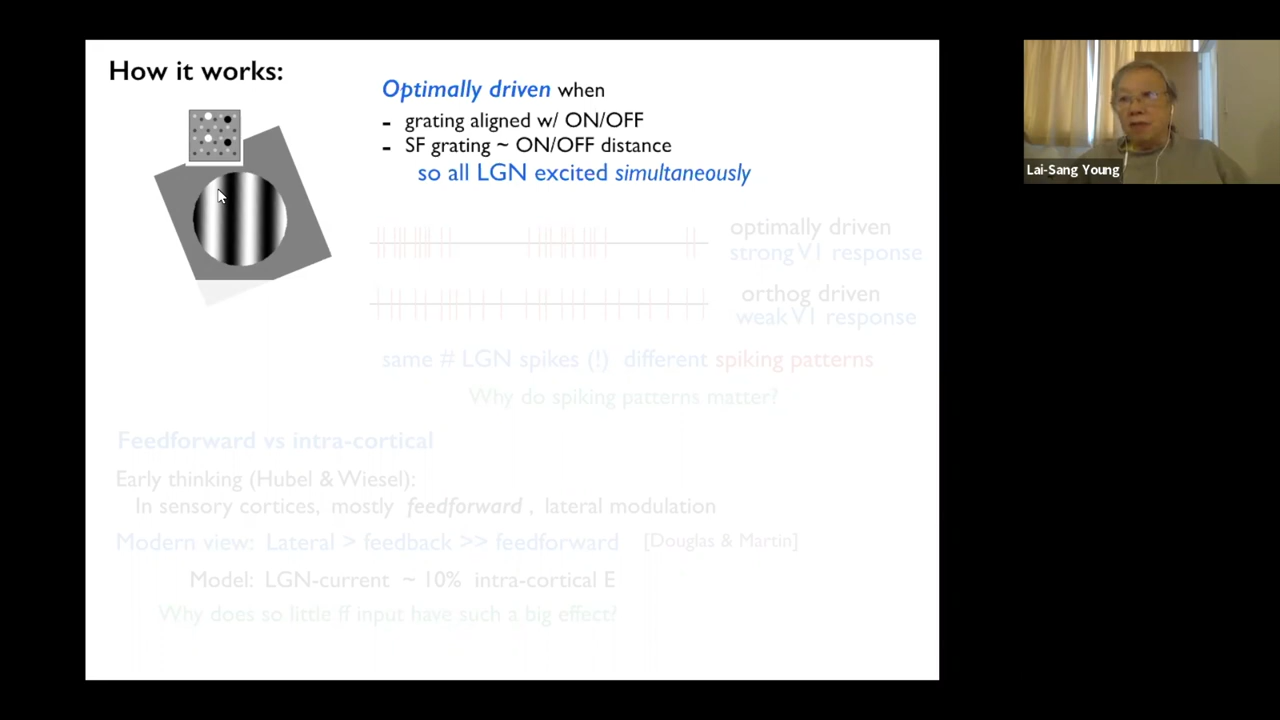 How it works:
Optimally driven when
- grating aligned w/ ON/OFF
- SF grating ~ ON/OFF distance
so all LGN excited simultaneously
optimally driven
strong V1 response
orthog driven
weak V1 response
same # LGN spikes (!) different spiking patterns
Why do spiking patterns matter?
Feedforward vs intra-cortical
Early thinking (Hubel & Wiesel):
In sensory cortices, mostly feedforward , lateral modulation
Modern view: Lateral > feedback >> feedforward [Douglas & Martin]
Model: LGN-current ~ 10% intra-cortical E
Why does so little ff input have such a big effect?
Lai-Sang Young